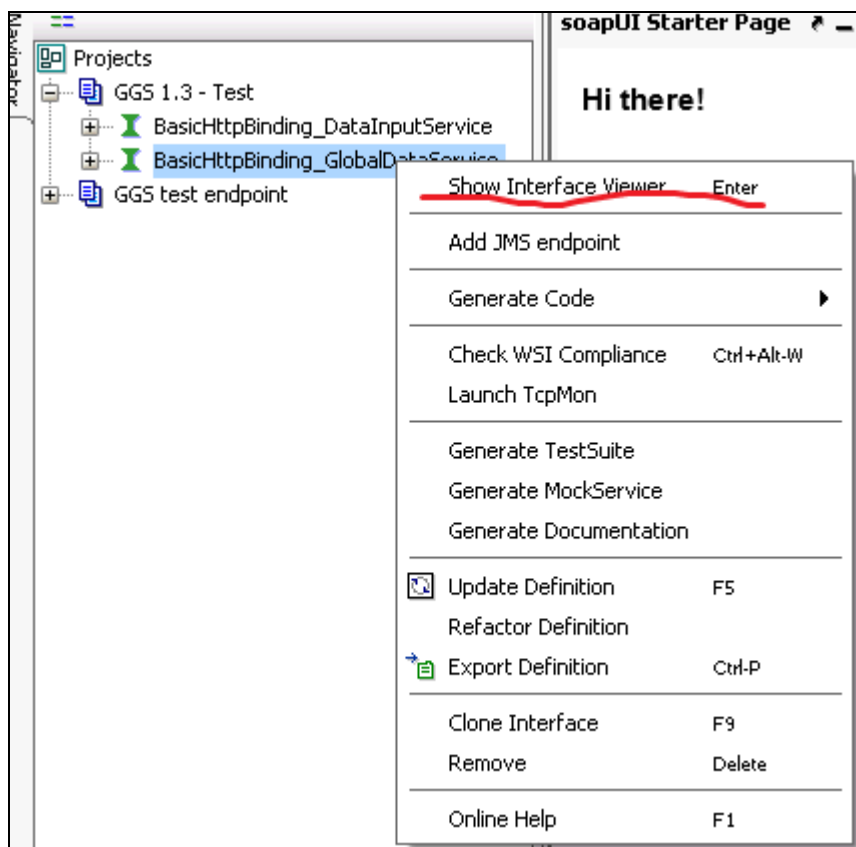 Navigator
soapUI Starter Page
Projects
GGS 1.3 - Test
Hi there!
BasicHttpBinding_DataInputService
BasicHttpBinding_GlobalDataService
GGS test endpoint
Show Interface Viewer Enter
Add JMS endpoint
Generate Code
Check WSI Compliance Ctrl+Alt-W
Launch TcpMon
Generate TestSuite
Generate MockService
Generate Documentation
Update Definition F5
Refactor Definition
Export Definition Ctrl-P
Clone Interface F9
Remove Delete
Online Help F1